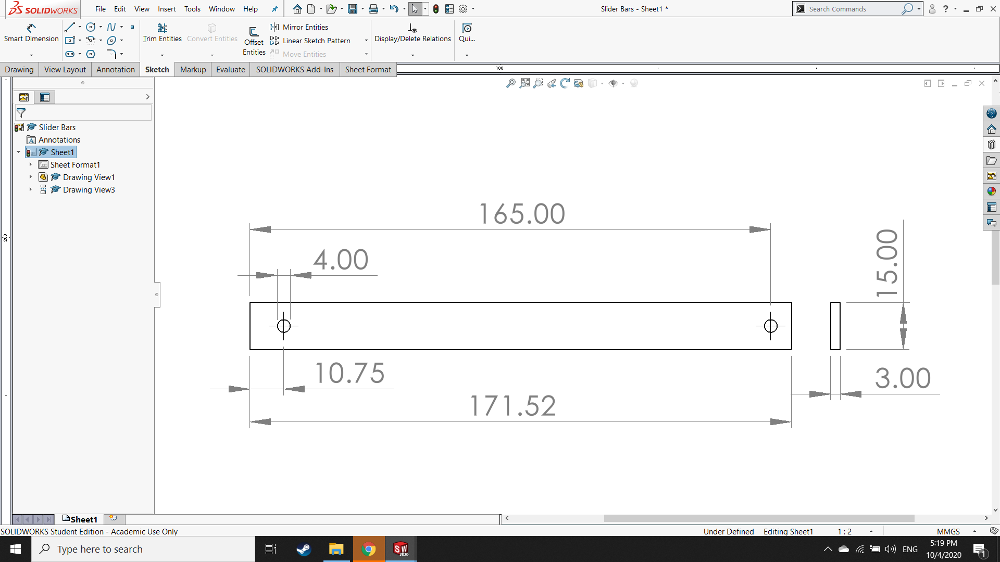 SOLIDWORKS File Edit View Insert Tools Window Help Slider Bars - Sheet1 * Search Commands ?
Smart Dimension Trim Entities Convert Entities Offset Entities Mirror Entities Linear Sketch Pattern Move Entities Display/Delete Relations Qui...
Drawing View Layout Annotation Sketch Markup Evaluate SOLIDWORKS Add-Ins Sheet Format
100
200
Slider Bars
Annotations
Sheet1
Sheet Format1
Drawing View1
Drawing View3
165.00
4.00
15.00
10.75
3.00
171.52
Sheet1
SOLIDWORKS Student Edition - Academic Use Only Under Defined Editing Sheet1 1 : 2 MMGS
Type here to search SW 2020 ENG 5:19 PM 10/4/2020 1